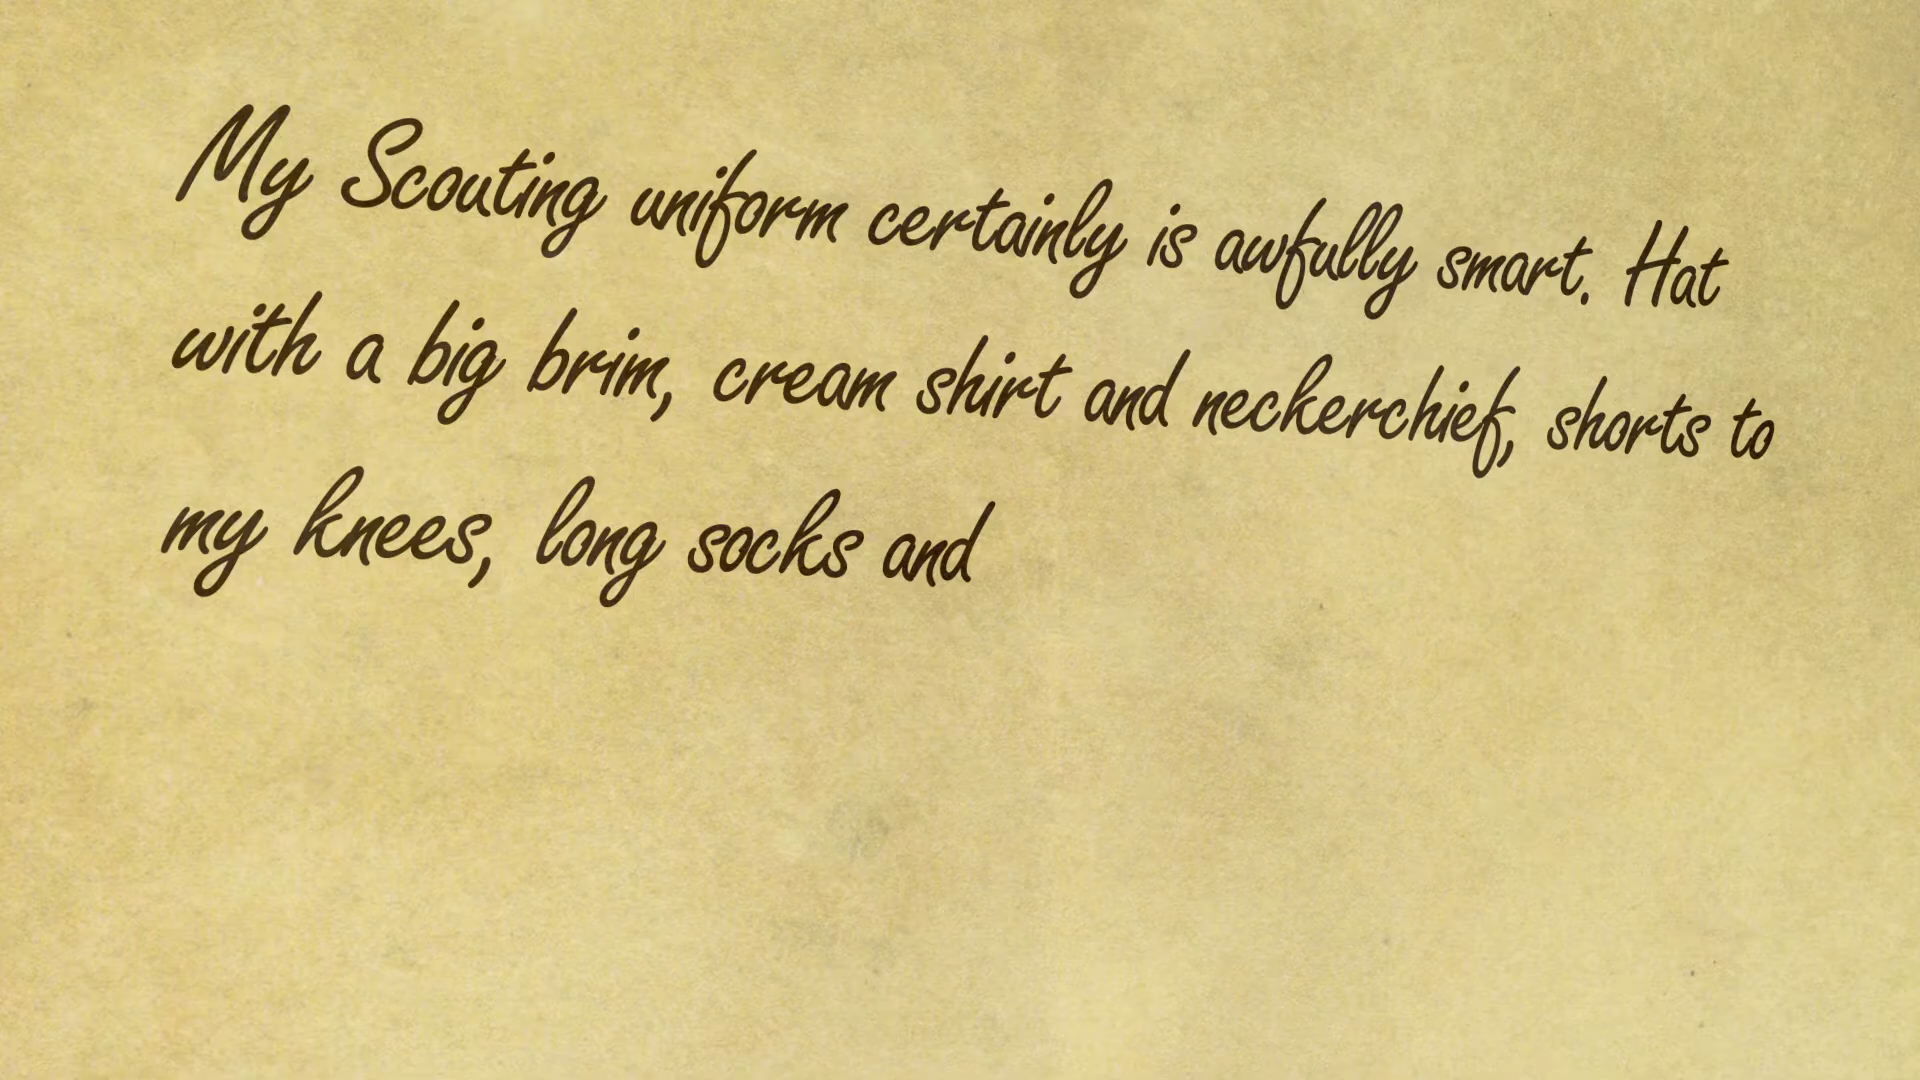 My Scouting uniform certainly is awfully smart. Hat
with a big brim, cream shirt and neckerchief, shorts to
my knees, long socks and